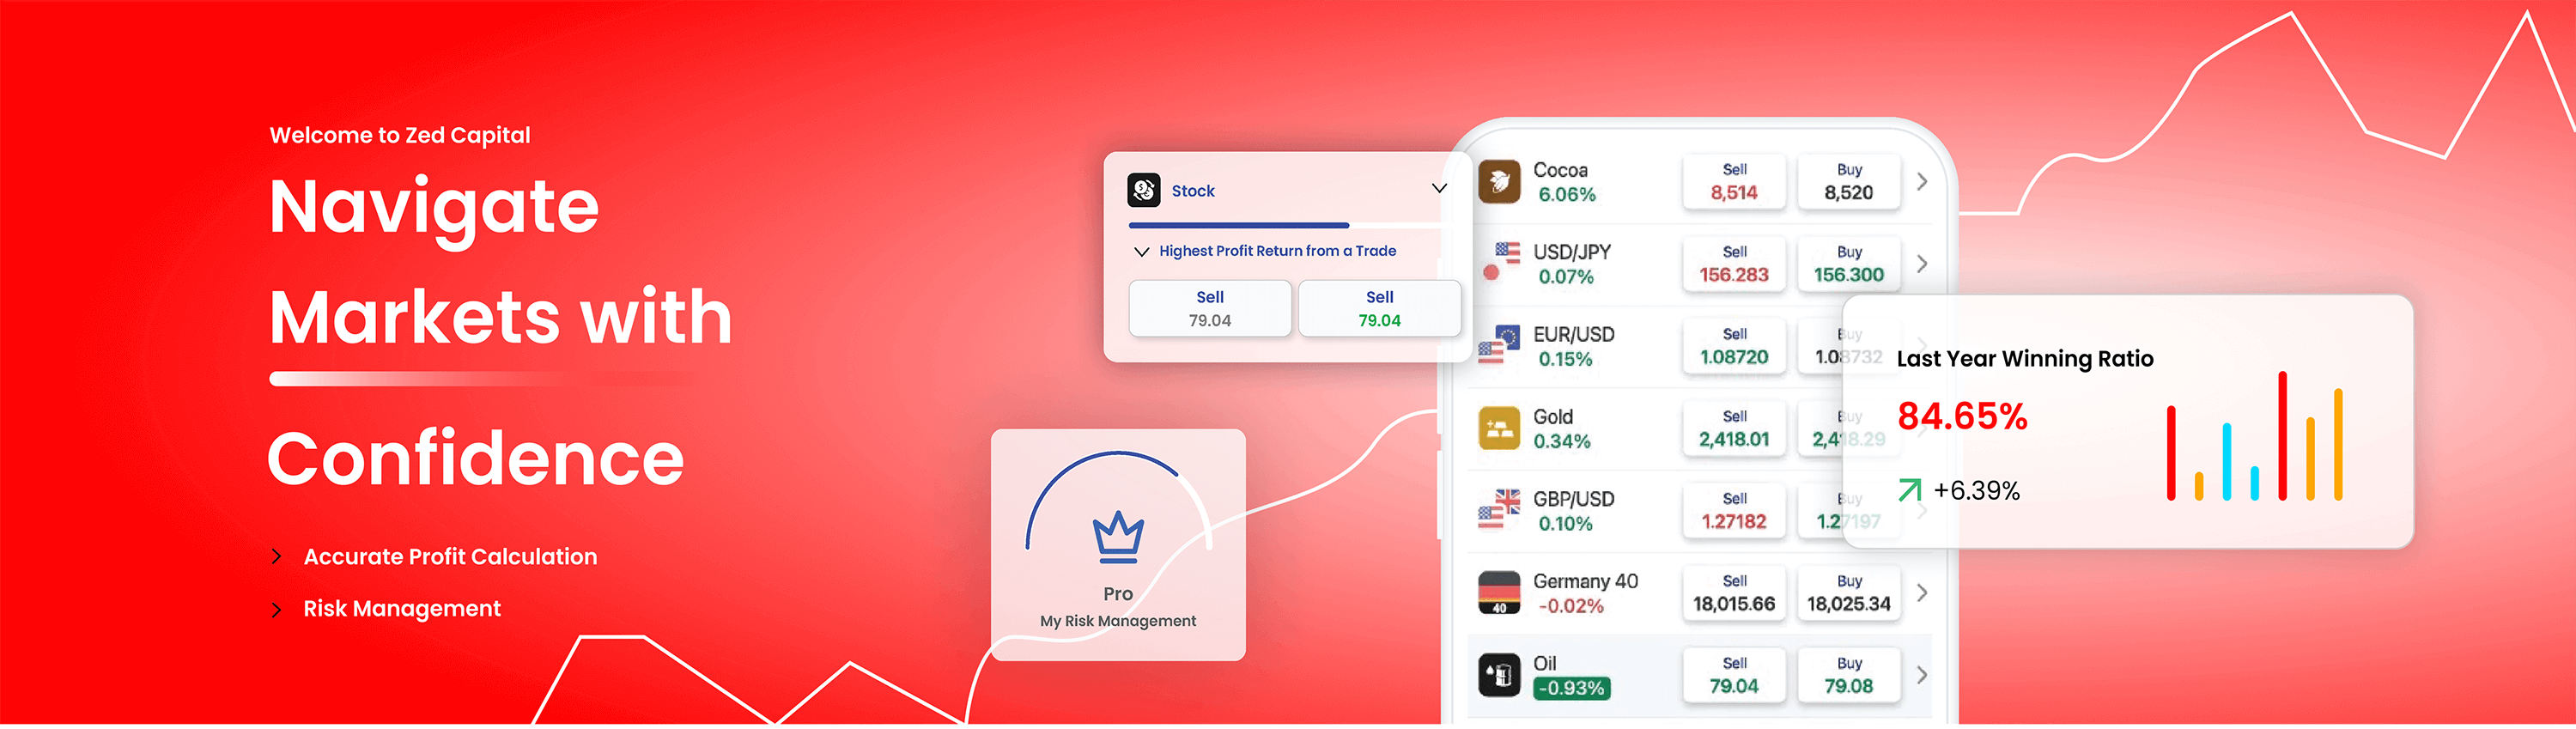 Welcome to Zed Capital
Navigate
Markets with
Confidence
Accurate Profit Calculation
Risk Management
Stock
Highest Profit Return from a Trade
Sell Sell
79.04 79.04
Pro
My Risk Management
Cocoa Sell Buy
6.06% 8,514 8,520
USD/JPY Sell Buy
0.07% 156.283 156.300
EUR/USD Sell Buy
0.15% 1.08720 1.08732
Gold Sell Buy
0.34% 2,418.01 2,418.29
GBP/USD Sell Buy
0.10% 1.27182 1.27197
Germany 40 Sell Buy
40 -0.02% 18,015.66 18,025.34
Oil Sell Buy
-0.93% 79.04 79.08
Last Year Winning Ratio
84.65%
+6.39%